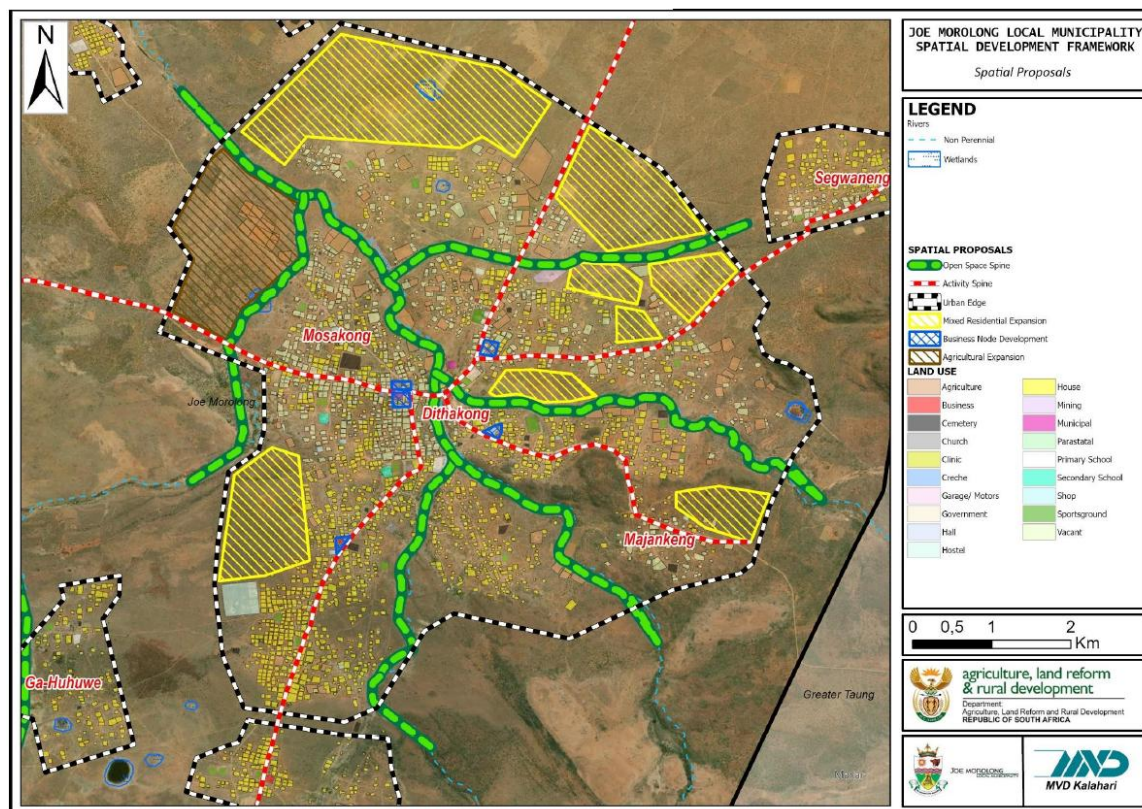 N
JOE MOROLONG LOCAL MUNICIPALITY
SPATIAL DEVELOPMENT FRAMEWORK
Spatial Proposals
LEGEND
Rivers
Non Perennial
Wetlands
SPATIAL PROPOSALS
Open Space Spine
Activity Spine
Urban Edge
Mixed Residential Expansion
Business Node Development
Agricultural Expansion
LAND USE
Agriculture
Business
Cemetery
Church
Clinic
Creche
Garage/ Motors
Government
Hall
Hostel
House
Mining
Municipal
Parastatal
Primary School
Secondary School
Shop
Sportsground
Vacant
Segwaneng
Mosakong
Joe Morolong
Dithakong
Majankeng
Ga-Huhuwe
Greater Taung
0 0,5 1 2
Km
agriculture, land reform
& rural development
Department:
Agriculture, Land Reform and Rural Development
REPUBLIC OF SOUTH AFRICA
JOE MOROLONG
LOCAL MUNICIPALITY
MVD Kalahari